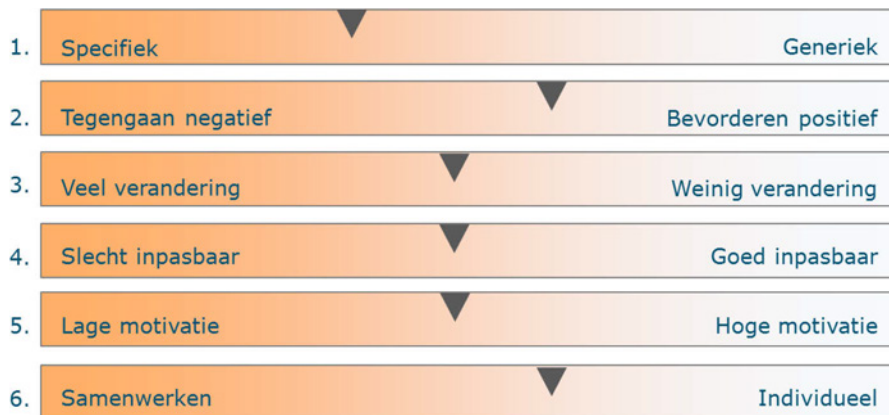 1. Specifiek Generiek
2. Tegengaan negatief Bevorderen positief
3. Veel verandering Weinig verandering
4. Slecht inpasbaar Goed inpasbaar
5. Lage motivatie Hoge motivatie
6. Samenwerken Individueel